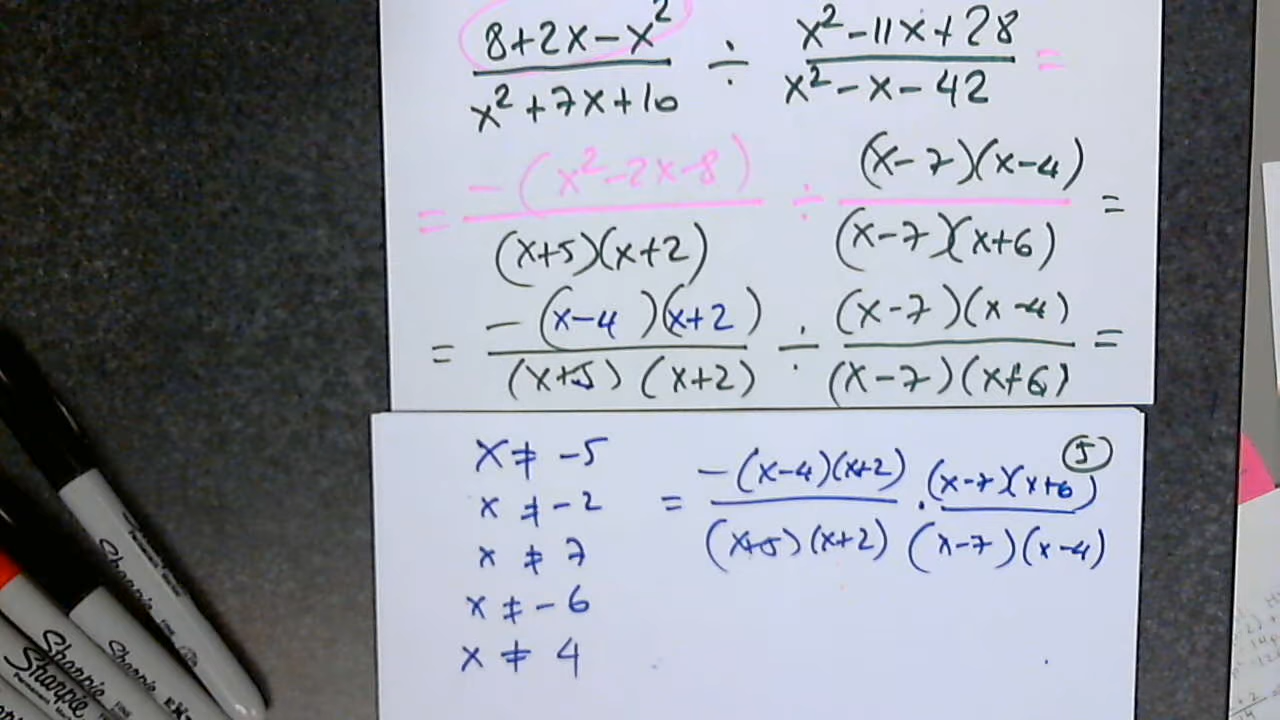 8+2x-x² ÷ x²-11x+28 =
x²+7x+10 x²-x-42
= -(x²-2x-8) ÷ (x-7)(x-4) =
(x+5)(x+2) (x-7)(x+6)
= -(x-4)(x+2) ÷ (x-7)(x-4) =
(x+5)(x+2) (x-7)(x+6)
5
x≠-5
x≠-2
x≠7
x≠-6
x≠4
= -(x-4)(x+2) · (x-7)(x+6)
(x+5)(x+2) (x-7)(x-4)
Sharpie
Sharpie
Sharpie
Sharpie